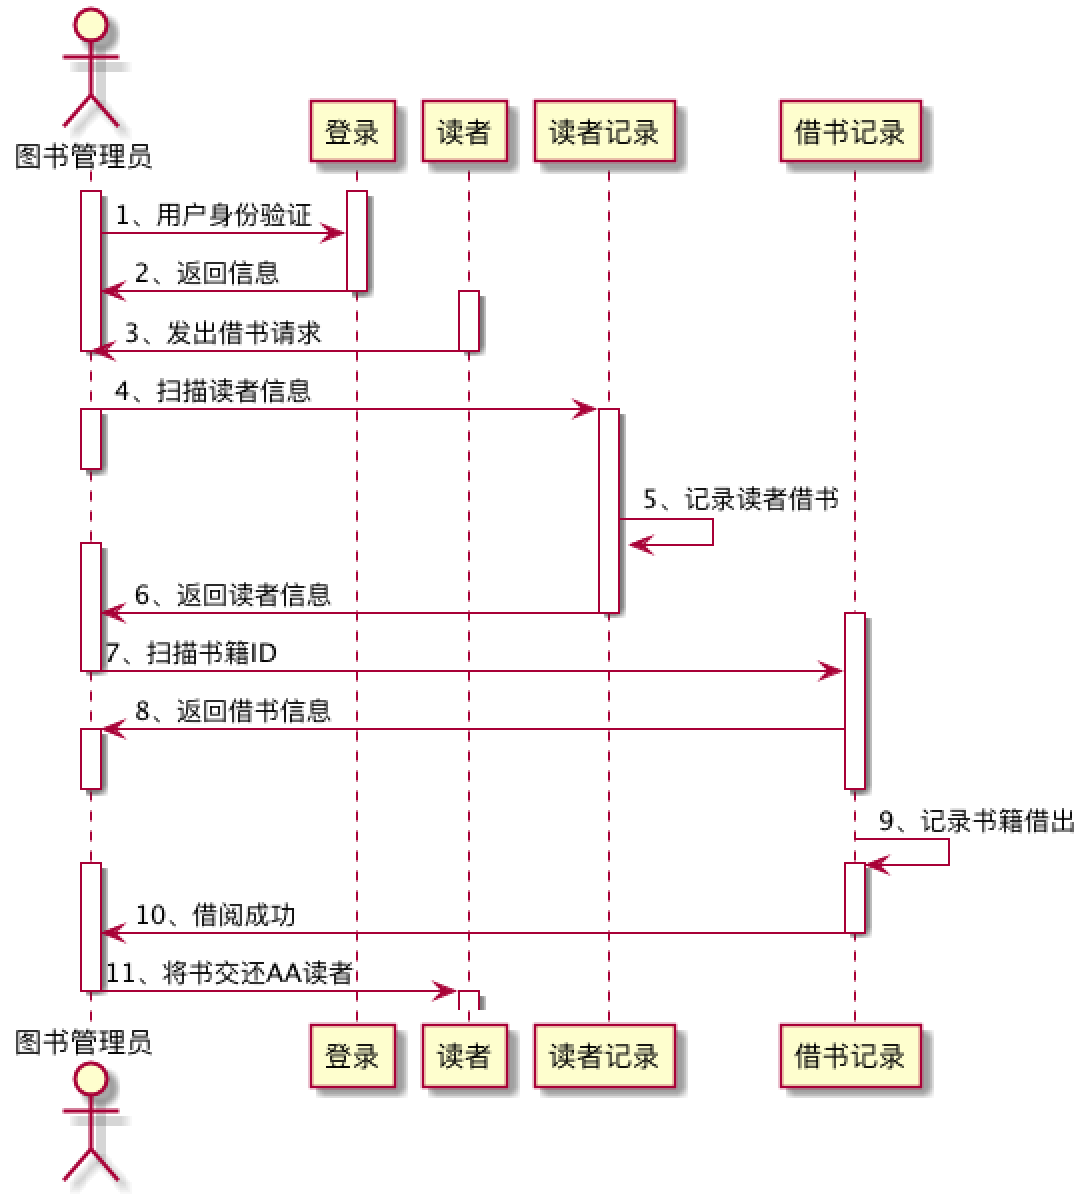 图书管理员
登录
读者
读者记录
借书记录
1、用户身份验证
2、返回信息
3、发出借书请求
4、扫描读者信息
5、记录读者借书
6、返回读者信息
7、扫描书籍ID
8、返回借书信息
9、记录书籍借出
10、借阅成功
11、将书交还AA读者
图书管理员
登录
读者
读者记录
借书记录